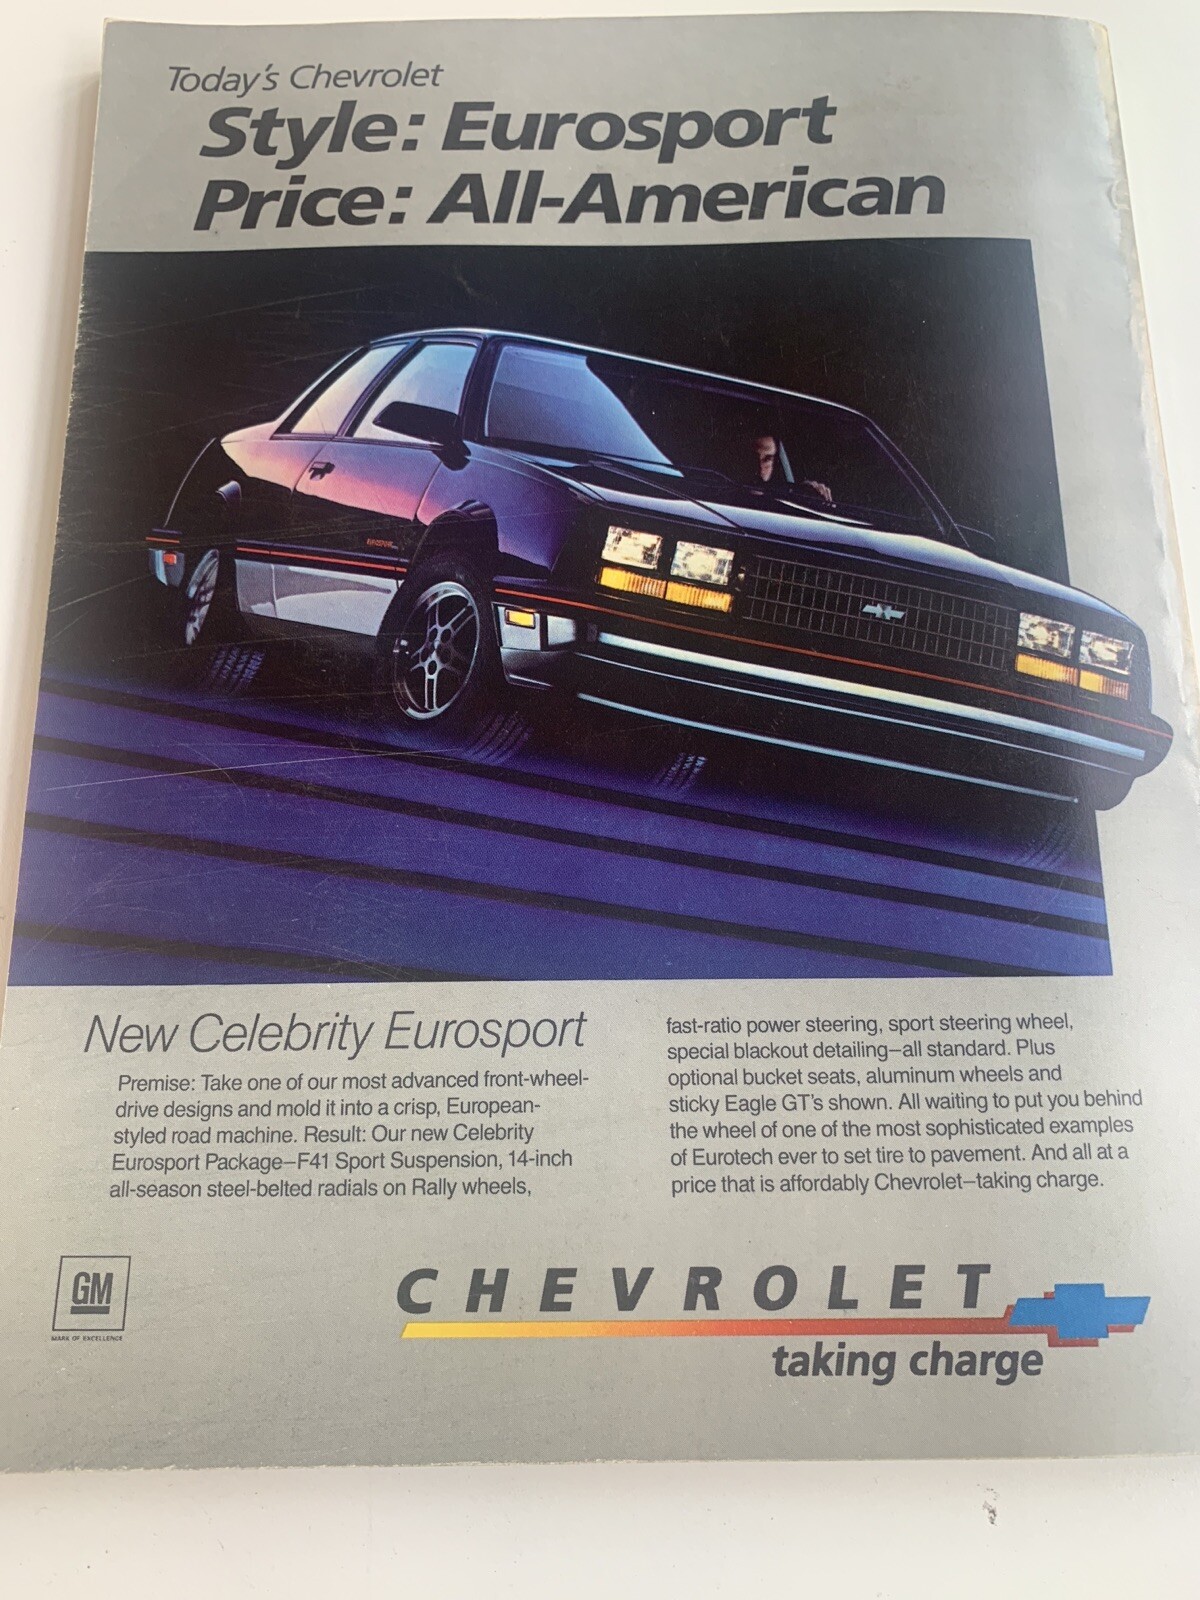 Today's Chevrolet
Style: Eurosport
Price: All-American
New Celebrity Eurosport
Premise: Take one of our most advanced front-wheel-
drive designs and mold it into a crisp, European-
styled road machine. Result: Our new Celebrity
Eurosport Package–F41 Sport Suspension, 14-inch
all-season steel-belted radials on Rally wheels,
fast-ratio power steering, sport steering wheel,
special blackout detailing–all standard. Plus
optional bucket seats, aluminum wheels and
sticky Eagle GT's shown. All waiting to put you behind
the wheel of one of the most sophisticated examples
of Eurotech ever to set tire to pavement. And all at a
price that is affordably Chevrolet–taking charge.
GM
MARK OF EXCELLENCE
CHEVROLET
taking charge